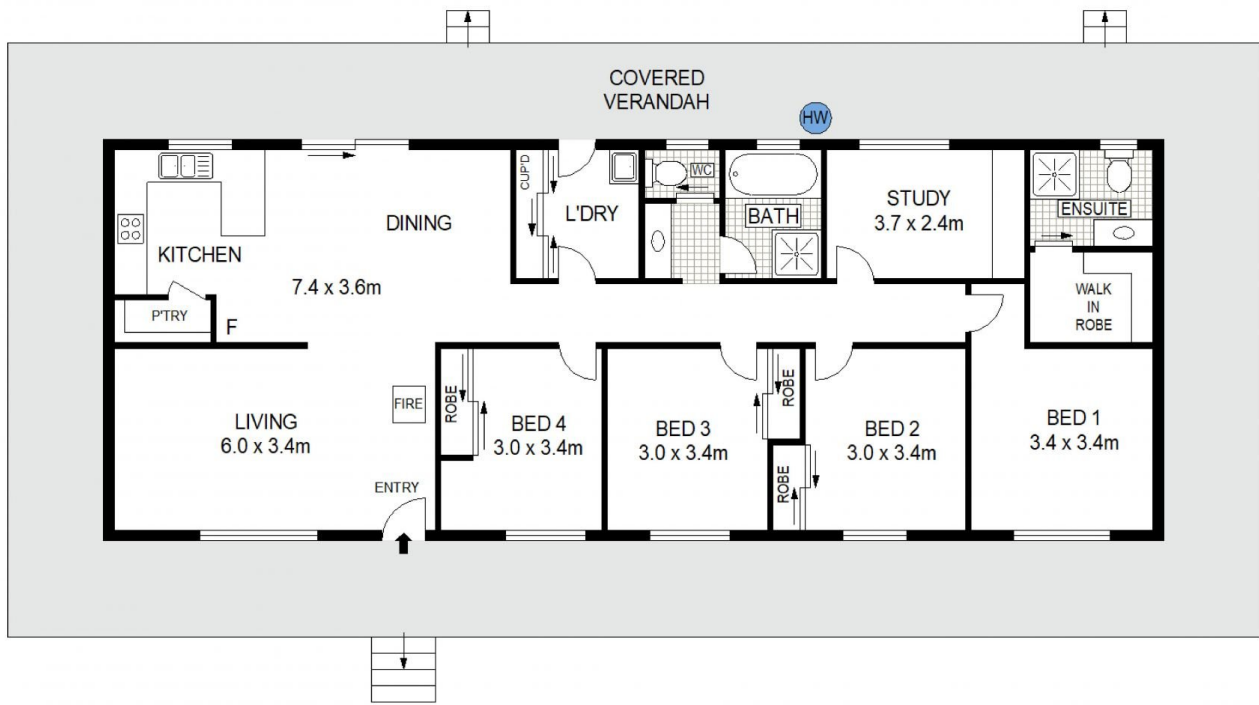 COVERED
VERANDAH
HW
CUP'D
L'DRY
WC
BATH
STUDY
3.7 x 2.4m
ENSUITE
DINING
KITCHEN
7.4 x 3.6m
P'TRY
F
WALK
IN
ROBE
LIVING
6.0 x 3.4m
FIRE
ENTRY
ROBE
BED 4
3.0 x 3.4m
BED 3
3.0 x 3.4m
ROBE
ROBE
BED 2
3.0 x 3.4m
BED 1
3.4 x 3.4m